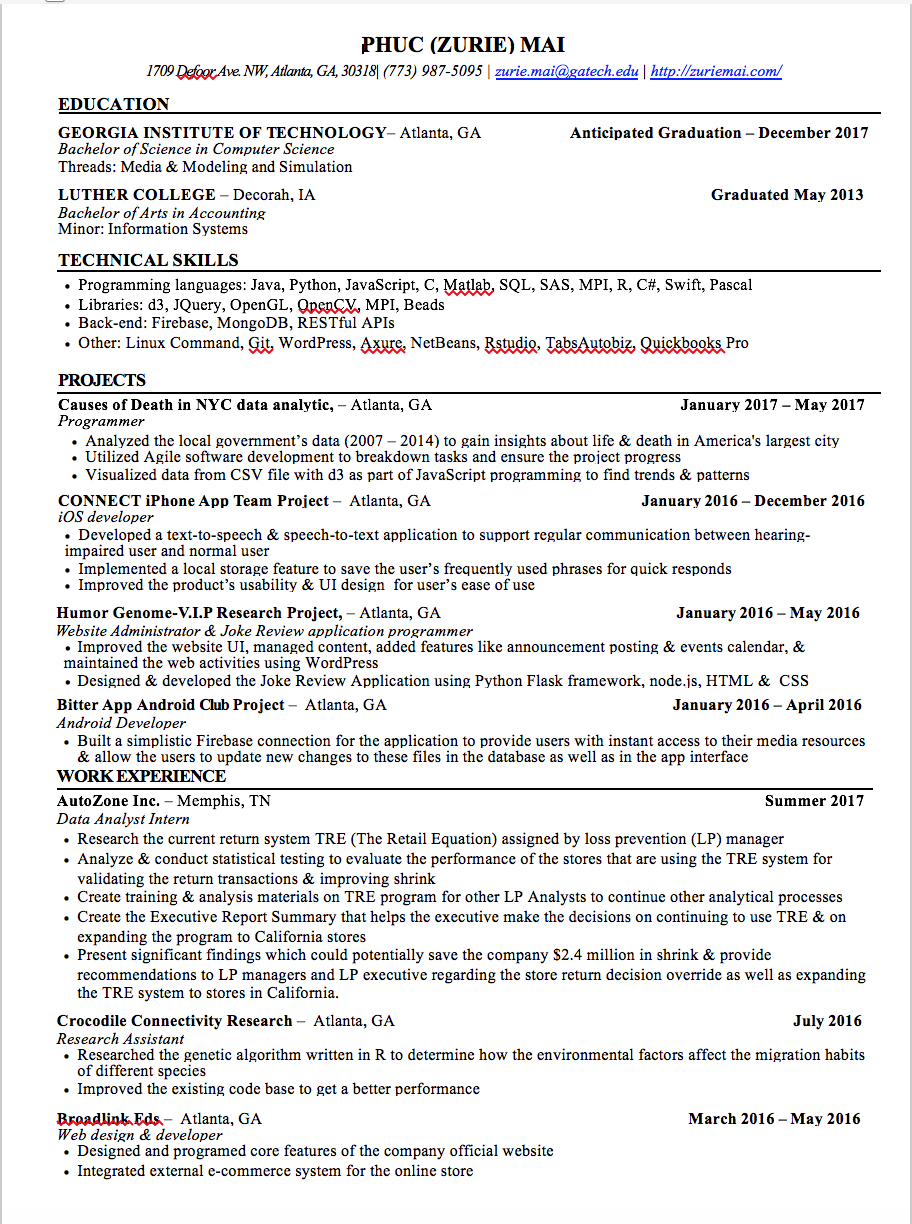 PHUC (ZURIE) MAI
1709 Defoor Ave. NW, Atlanta, GA, 30318| (773) 987-5095 | zurie.mai@gatech.edu | http://zuriemai.com/
EDUCATION
GEORGIA INSTITUTE OF TECHNOLOGY– Atlanta, GA Anticipated Graduation – December 2017
Bachelor of Science in Computer Science
Threads: Media & Modeling and Simulation
LUTHER COLLEGE – Decorah, IA Graduated May 2013
Bachelor of Arts in Accounting
Minor: Information Systems
TECHNICAL SKILLS
• Programming languages: Java, Python, JavaScript, C, Matlab, SQL, SAS, MPI, R, C#, Swift, Pascal
• Libraries: d3, JQuery, OpenGL, OpenCV, MPI, Beads
• Back-end: Firebase, MongoDB, RESTful APIs
• Other: Linux Command, Git, WordPress, Axure, NetBeans, Rstudio, TabsAutobiz, Quickbooks Pro
PROJECTS
Causes of Death in NYC data analytic, – Atlanta, GA January 2017 – May 2017
Programmer
• Analyzed the local government's data (2007 – 2014) to gain insights about life & death in America's largest city
• Utilized Agile software development to breakdown tasks and ensure the project progress
• Visualized data from CSV file with d3 as part of JavaScript programming to find trends & patterns
CONNECT iPhone App Team Project – Atlanta, GA January 2016 – December 2016
iOS developer
• Developed a text-to-speech & speech-to-text application to support regular communication between hearing-
impaired user and normal user
• Implemented a local storage feature to save the user's frequently used phrases for quick responds
• Improved the product's usability & UI design for user's ease of use
Humor Genome-V.I.P Research Project, – Atlanta, GA January 2016 – May 2016
Website Administrator & Joke Review application programmer
• Improved the website UI, managed content, added features like announcement posting & events calendar, &
maintained the web activities using WordPress
• Designed & developed the Joke Review Application using Python Flask framework, node.js, HTML & CSS
Bitter App Android Club Project – Atlanta, GA January 2016 – April 2016
Android Developer
• Built a simplistic Firebase connection for the application to provide users with instant access to their media resources
& allow the users to update new changes to these files in the database as well as in the app interface
WORK EXPERIENCE
AutoZone Inc. – Memphis, TN Summer 2017
Data Analyst Intern
• Research the current return system TRE (The Retail Equation) assigned by loss prevention (LP) manager
• Analyze & conduct statistical testing to evaluate the performance of the stores that are using the TRE system for
validating the return transactions & improving shrink
• Create training & analysis materials on TRE program for other LP Analysts to continue other analytical processes
• Create the Executive Report Summary that helps the executive make the decisions on continuing to use TRE & on
expanding the program to California stores
• Present significant findings which could potentially save the company $2.4 million in shrink & provide
recommendations to LP managers and LP executive regarding the store return decision override as well as expanding
the TRE system to stores in California.
Crocodile Connectivity Research – Atlanta, GA July 2016
Research Assistant
• Researched the genetic algorithm written in R to determine how the environmental factors affect the migration habits
of different species
• Improved the existing code base to get a better performance
Broadlink Eds – Atlanta, GA March 2016 – May 2016
Web design & developer
• Designed and programed core features of the company official website
• Integrated external e-commerce system for the online store